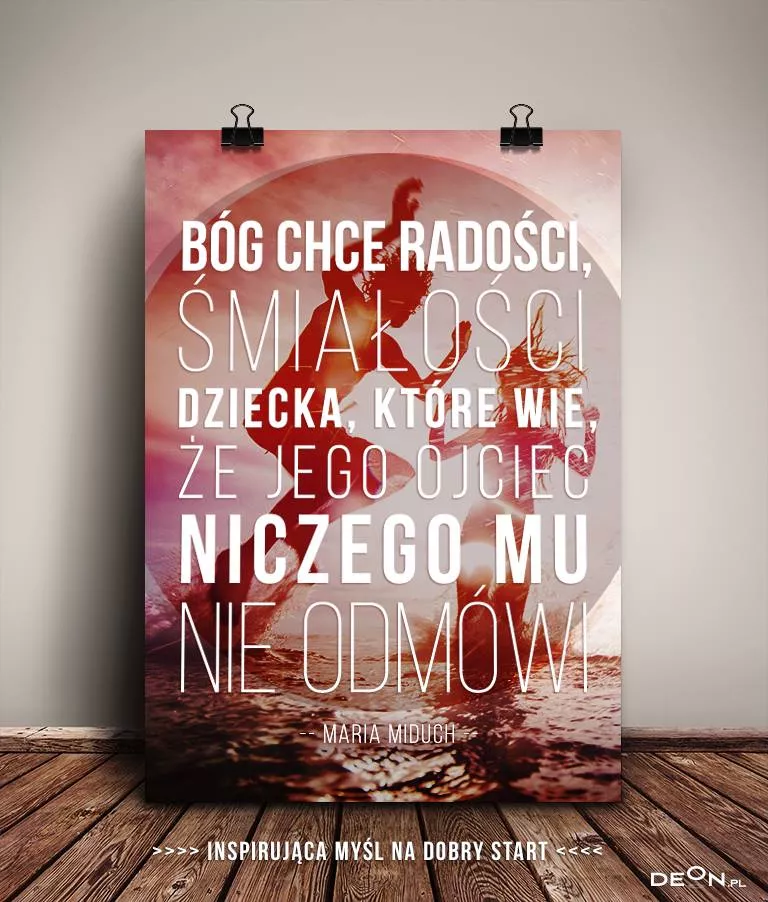 BÓG CHCE RADOŚCI,
ŚMIAŁOŚCI
DZIECKA, KTÓRE WIE,
ŻE JEGO OJCIEC
NICZEGO MU
NIE ODMÓWI
-- MARIA MIDUCH --
>>>> INSPIRUJĄCA MYŚL NA DOBRY START <<<<
DEON.PL